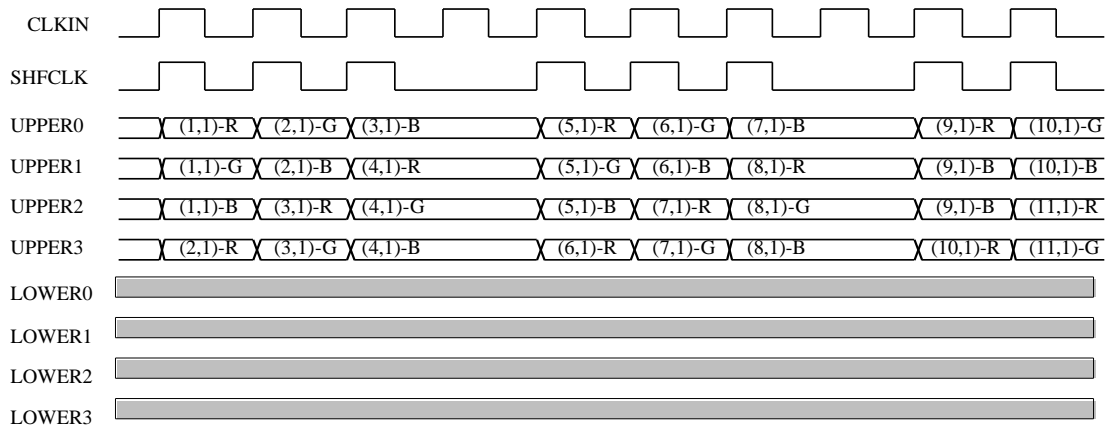 CLKIN
SHFCLK
UPPER0 (1,1)-R (2,1)-G (3,1)-B (5,1)-R (6,1)-G (7,1)-B (9,1)-R (10,1)-G
UPPER1 (1,1)-G (2,1)-B (4,1)-R (5,1)-G (6,1)-B (8,1)-R (9,1)-B (10,1)-B
UPPER2 (1,1)-B (3,1)-R (4,1)-G (5,1)-B (7,1)-R (8,1)-G (9,1)-B (11,1)-R
UPPER3 (2,1)-R (3,1)-G (4,1)-B (6,1)-R (7,1)-G (8,1)-B (10,1)-R (11,1)-G
LOWER0
LOWER1
LOWER2
LOWER3